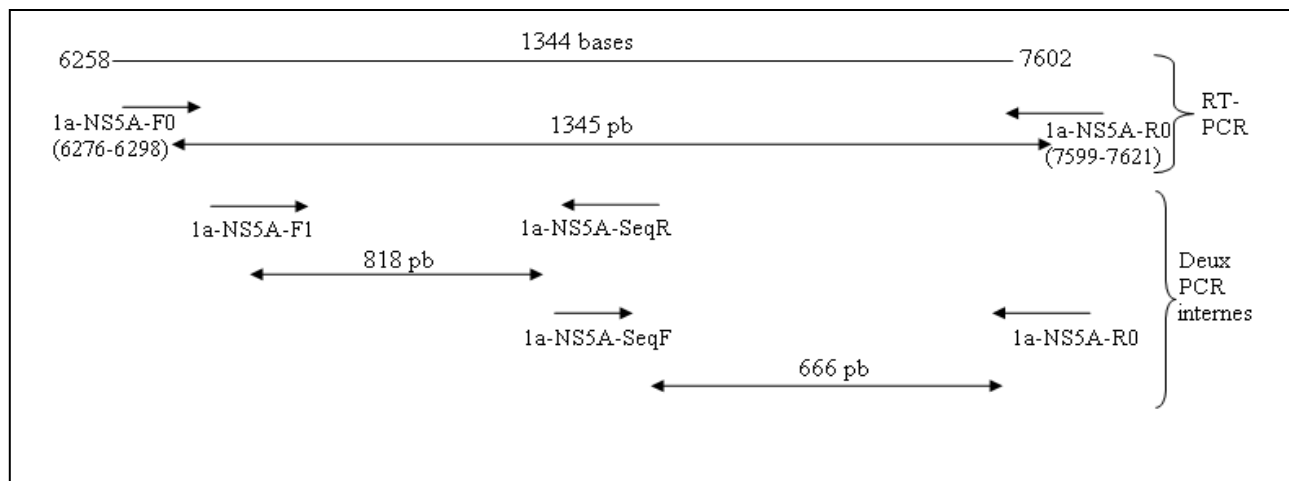 1344 bases
6258
7602
1a-NS5A-F0
(6276-6298)
1345 pb
1a-NS5A-R0
(7599-7621)
RT-
PCR
1a-NS5A-F1
1a-NS5A-SeqR
818 pb
1a-NS5A-SeqF
1a-NS5A-R0
666 pb
Deux
PCR
internes